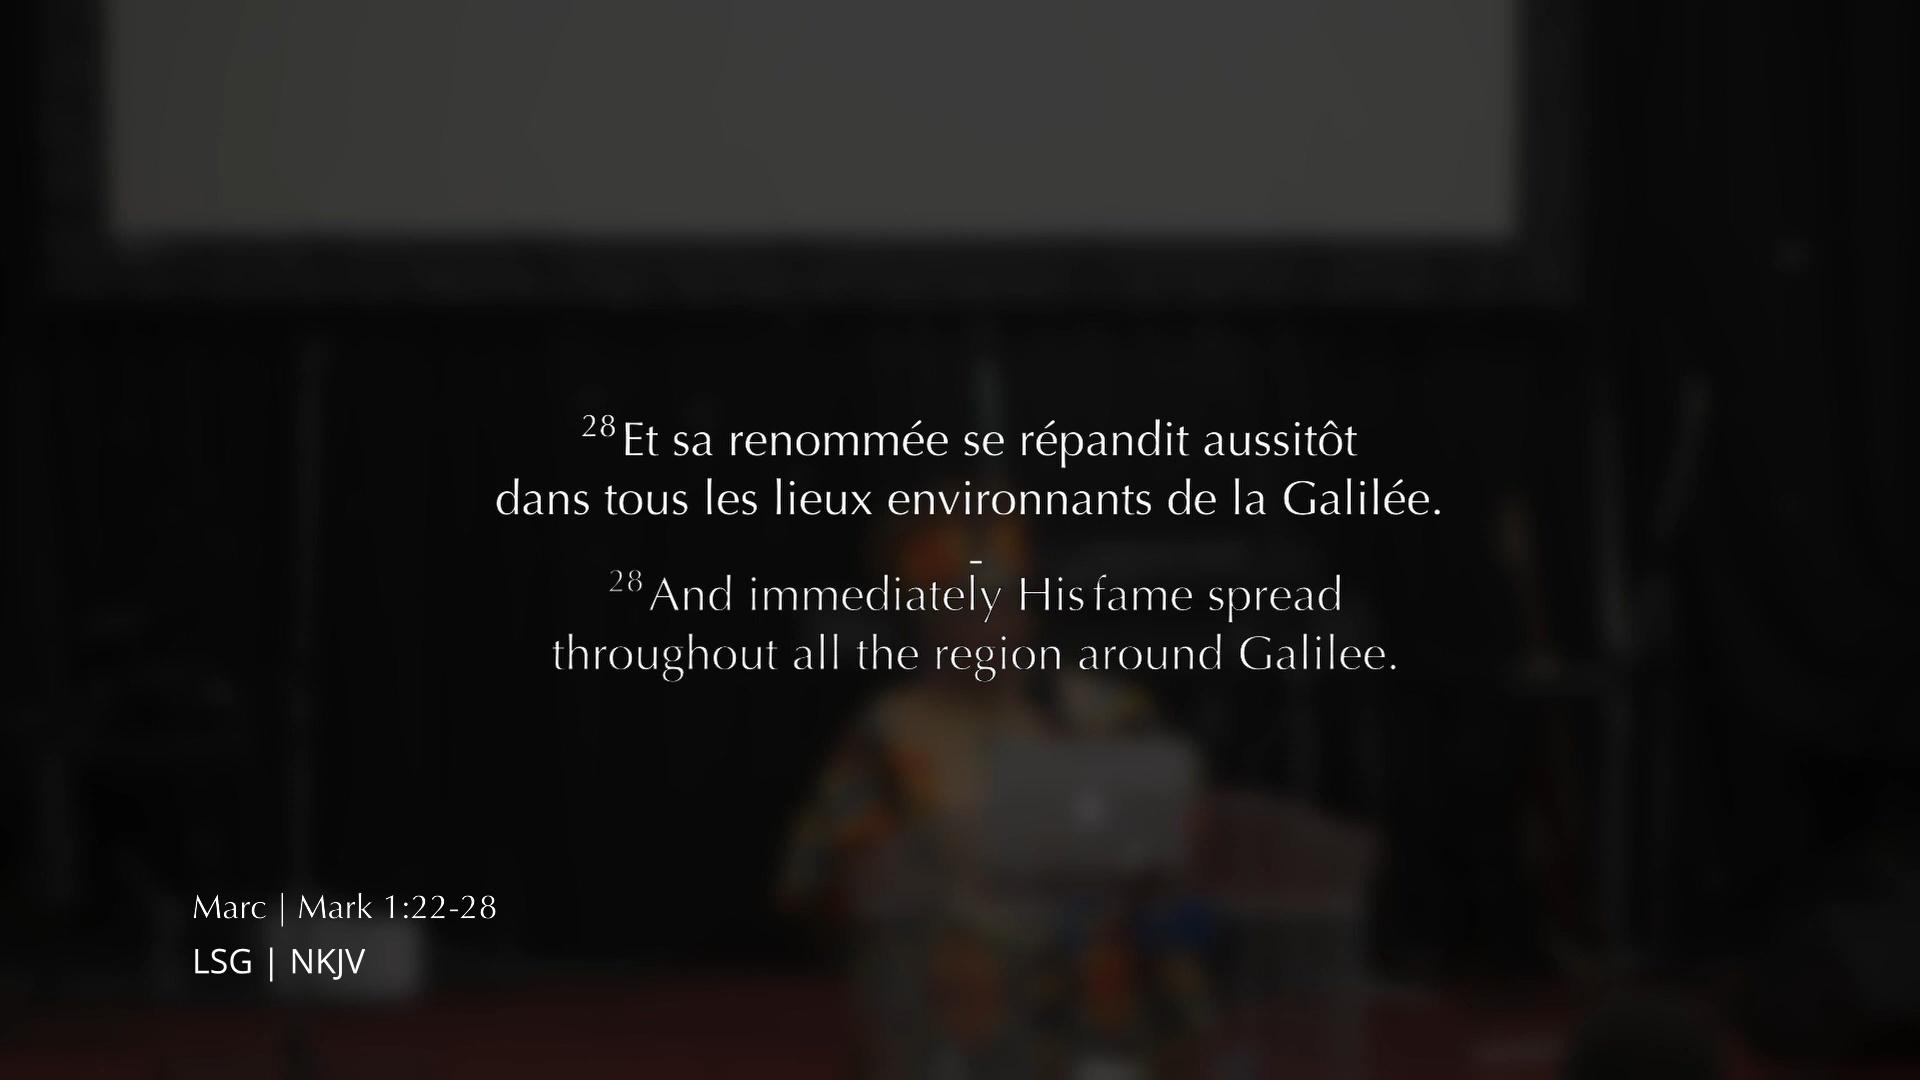 28 Et sa renommée se répandit aussitôt
dans tous les lieux environnants de la Galilée.
-
28 And immediately His fame spread
throughout all the region around Galilee.
Marc | Mark 1:22-28
LSG | NKJV